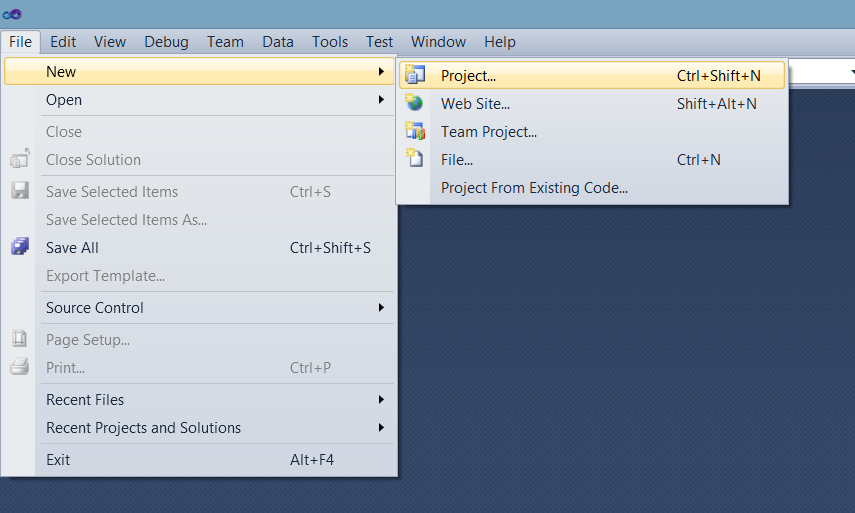 File Edit View Debug Team Data Tools Test Window Help
New
Open
Close
Close Solution
Save Selected Items Ctrl+S
Save Selected Items As...
Save All Ctrl+Shift+S
Export Template...
Source Control
Page Setup...
Print... Ctrl+P
Recent Files
Recent Projects and Solutions
Exit Alt+F4
Project... Ctrl+Shift+N
Web Site... Shift+Alt+N
Team Project...
File... Ctrl+N
Project From Existing Code...